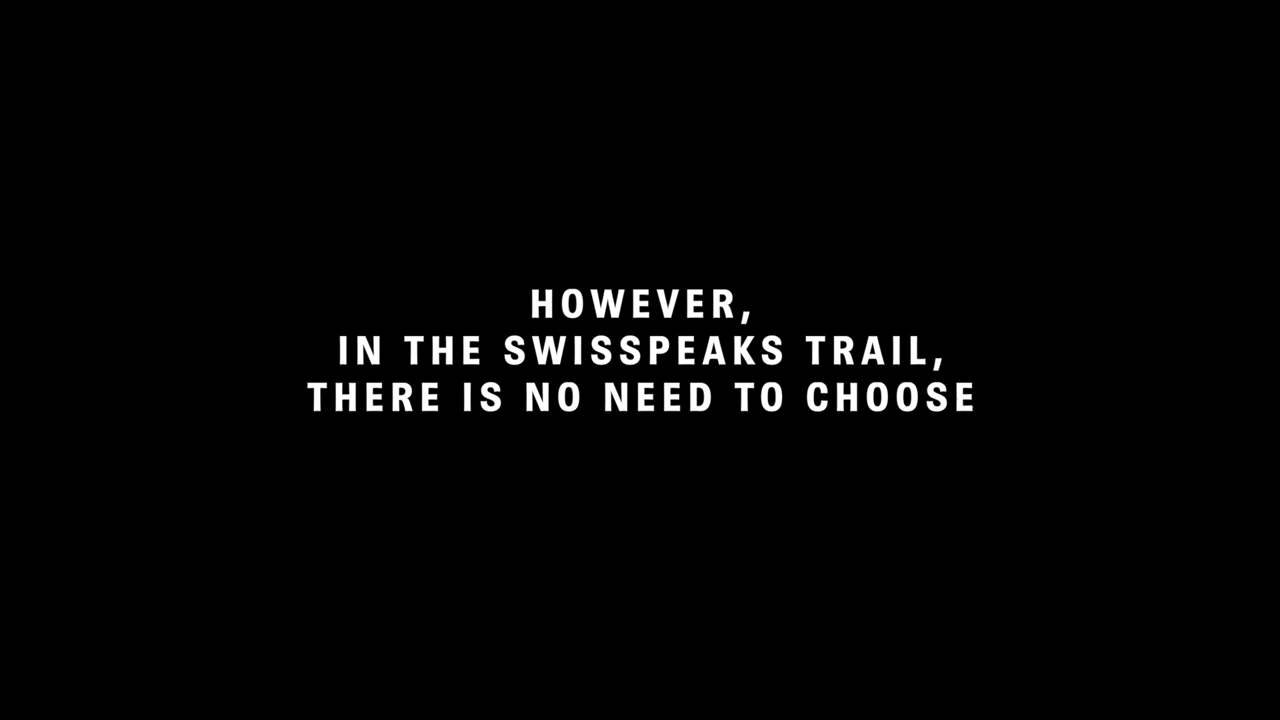 HOWEVER,
IN THE SWISSPEAKS TRAIL,
THERE IS NO NEED TO CHOOSE